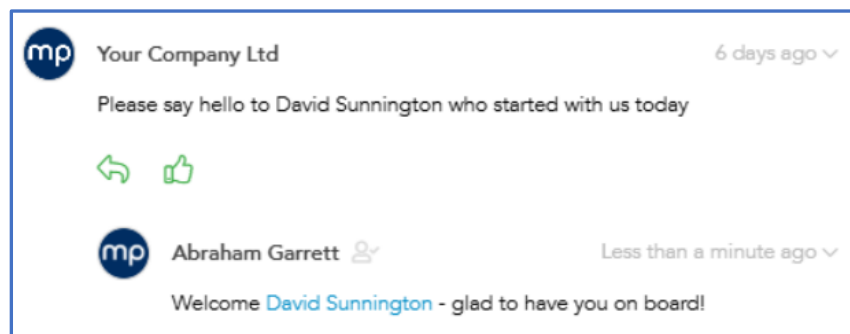 mp Your Company Ltd 6 days ago
Please say hello to David Sunnington who started with us today
mp Abraham Garrett Less than a minute ago
Welcome David Sunnington - glad to have you on board!